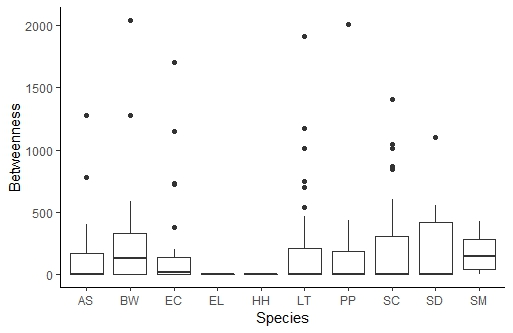 Betweenness
2000
1500
1000
500
0
AS BW EC EL HH LT PP SC SD SM
Species